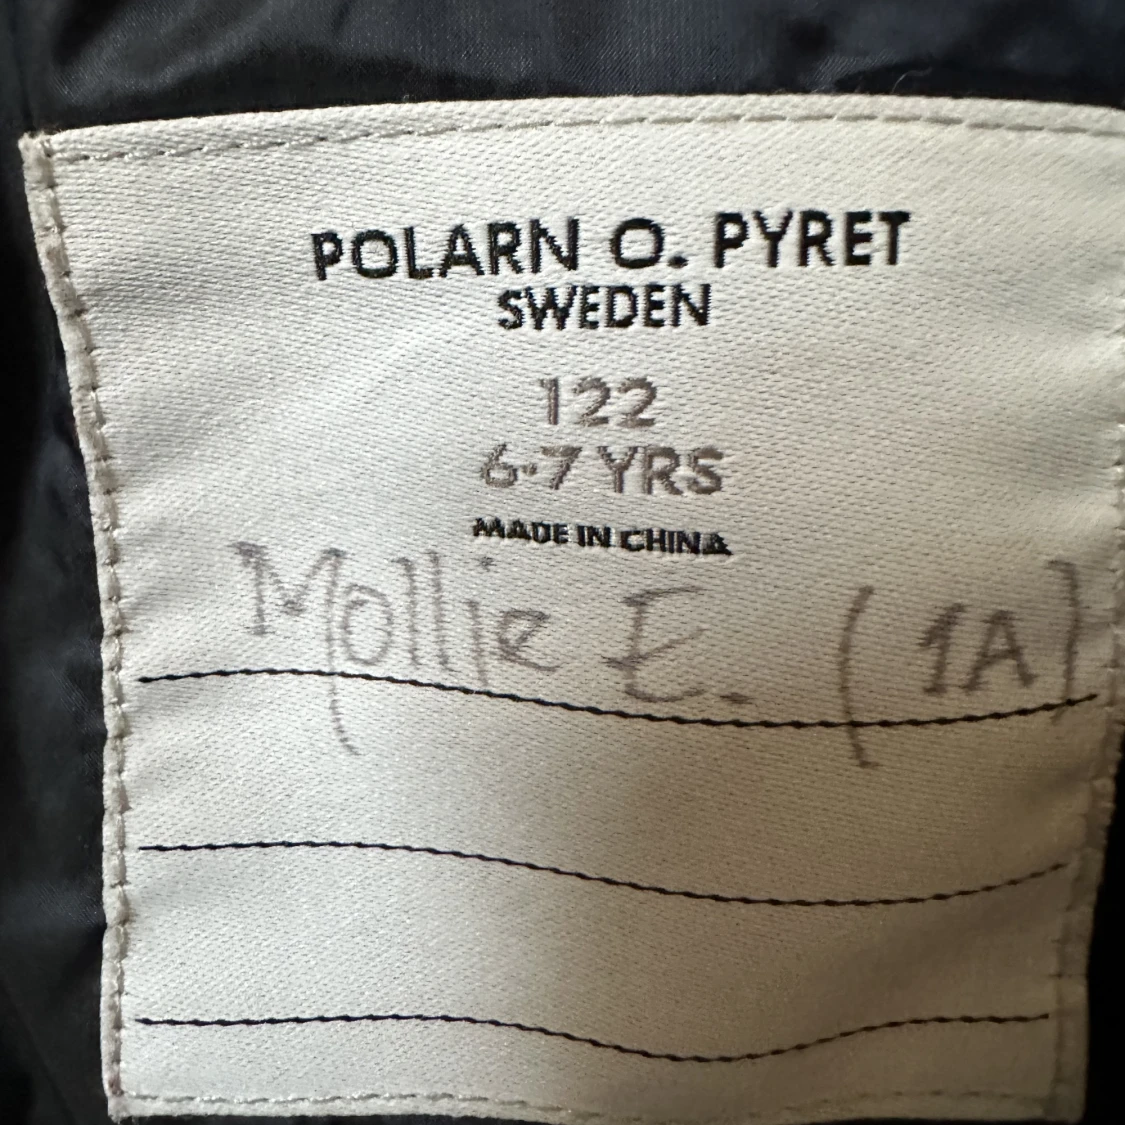 POLARN O. PYRET
SWEDEN
122
6-7 YRS
MADE IN CHINA
Mollie E. (1A)